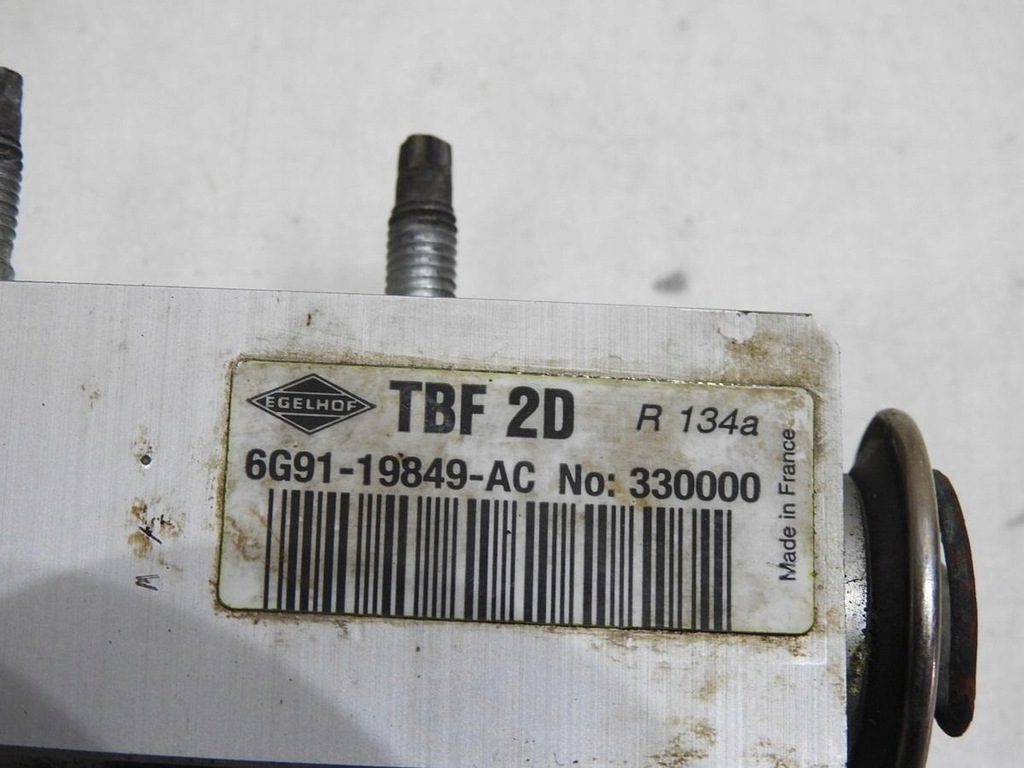 EGELHOF TBF 2D R 134a
6G91-19849-AC No: 330000
Made in France